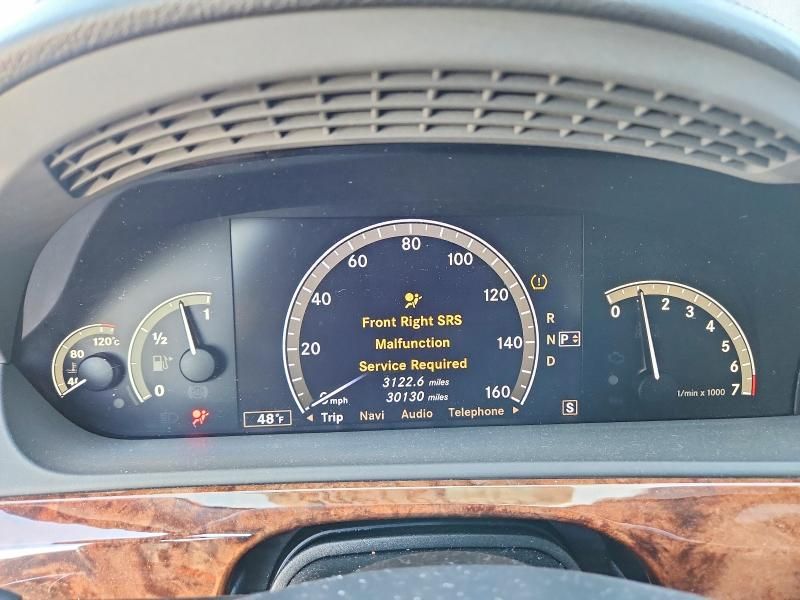 80
60
100
40
120
20
140
0 mph
160
Front Right SRS
Malfunction
Service Required
3122.6 miles
30130 miles
Trip Navi Audio Telephone
48°F
R
N P
D
S
120°C
80
40
1
½
0
0 2 3 4 5 6 7
1/min x 1000